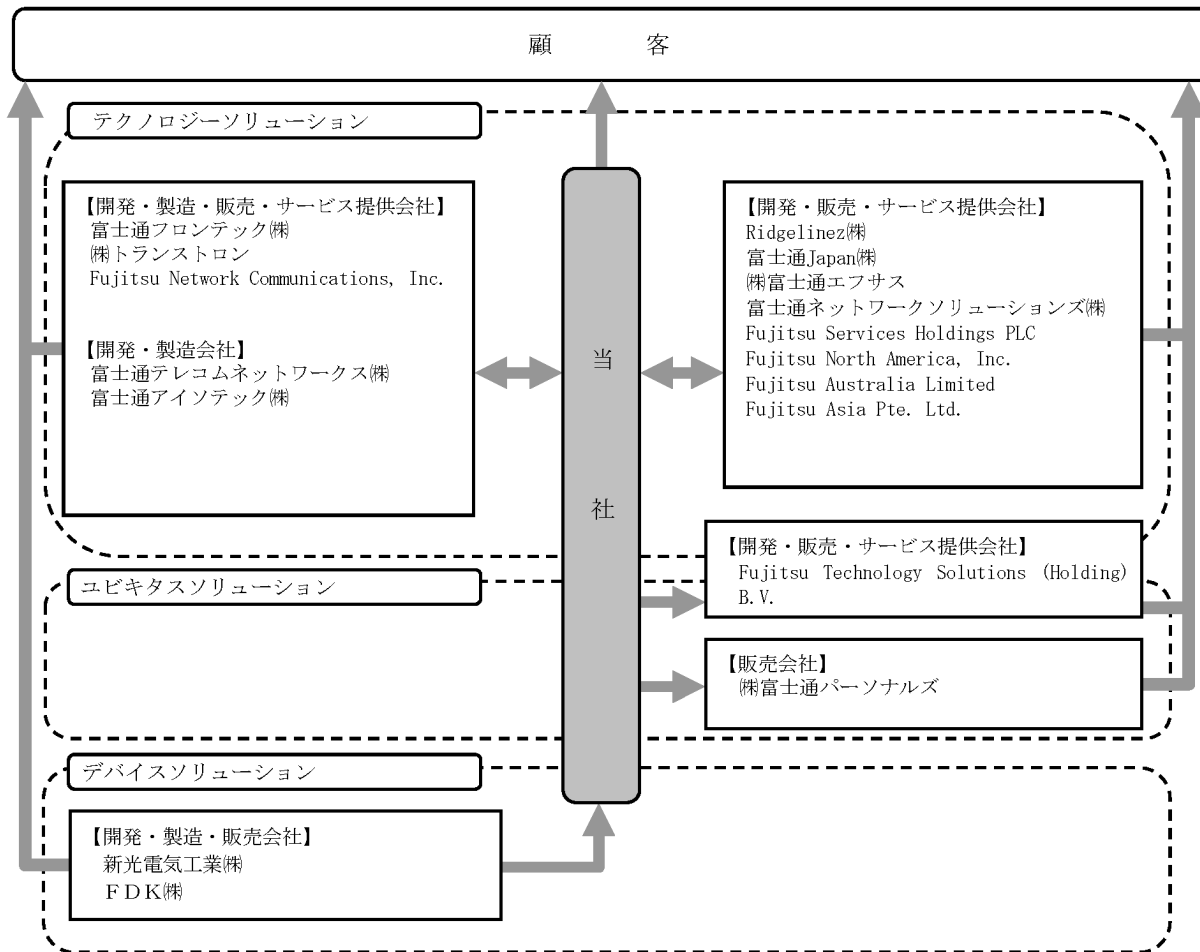 顧 客
テクノロジーソリューション
【開発・製造・販売・サービス提供会社】
富士通フロンテック㈱
㈱トランストロン
Fujitsu Network Communications, Inc.
【開発・製造会社】
富士通テレコムネットワークス㈱
富士通アイソテック㈱
当
社
【開発・販売・サービス提供会社】
Ridgelinez㈱
富士通Japan㈱
㈱富士通エフサス
富士通ネットワークソリューションズ㈱
Fujitsu Services Holdings PLC
Fujitsu North America, Inc.
Fujitsu Australia Limited
Fujitsu Asia Pte. Ltd.
ユビキタスソリューション
【開発・販売・サービス提供会社】
Fujitsu Technology Solutions (Holding)
B.V.
【販売会社】
㈱富士通パーソナルズ
デバイスソリューション
【開発・製造・販売会社】
新光電気工業㈱
ＦＤＫ㈱